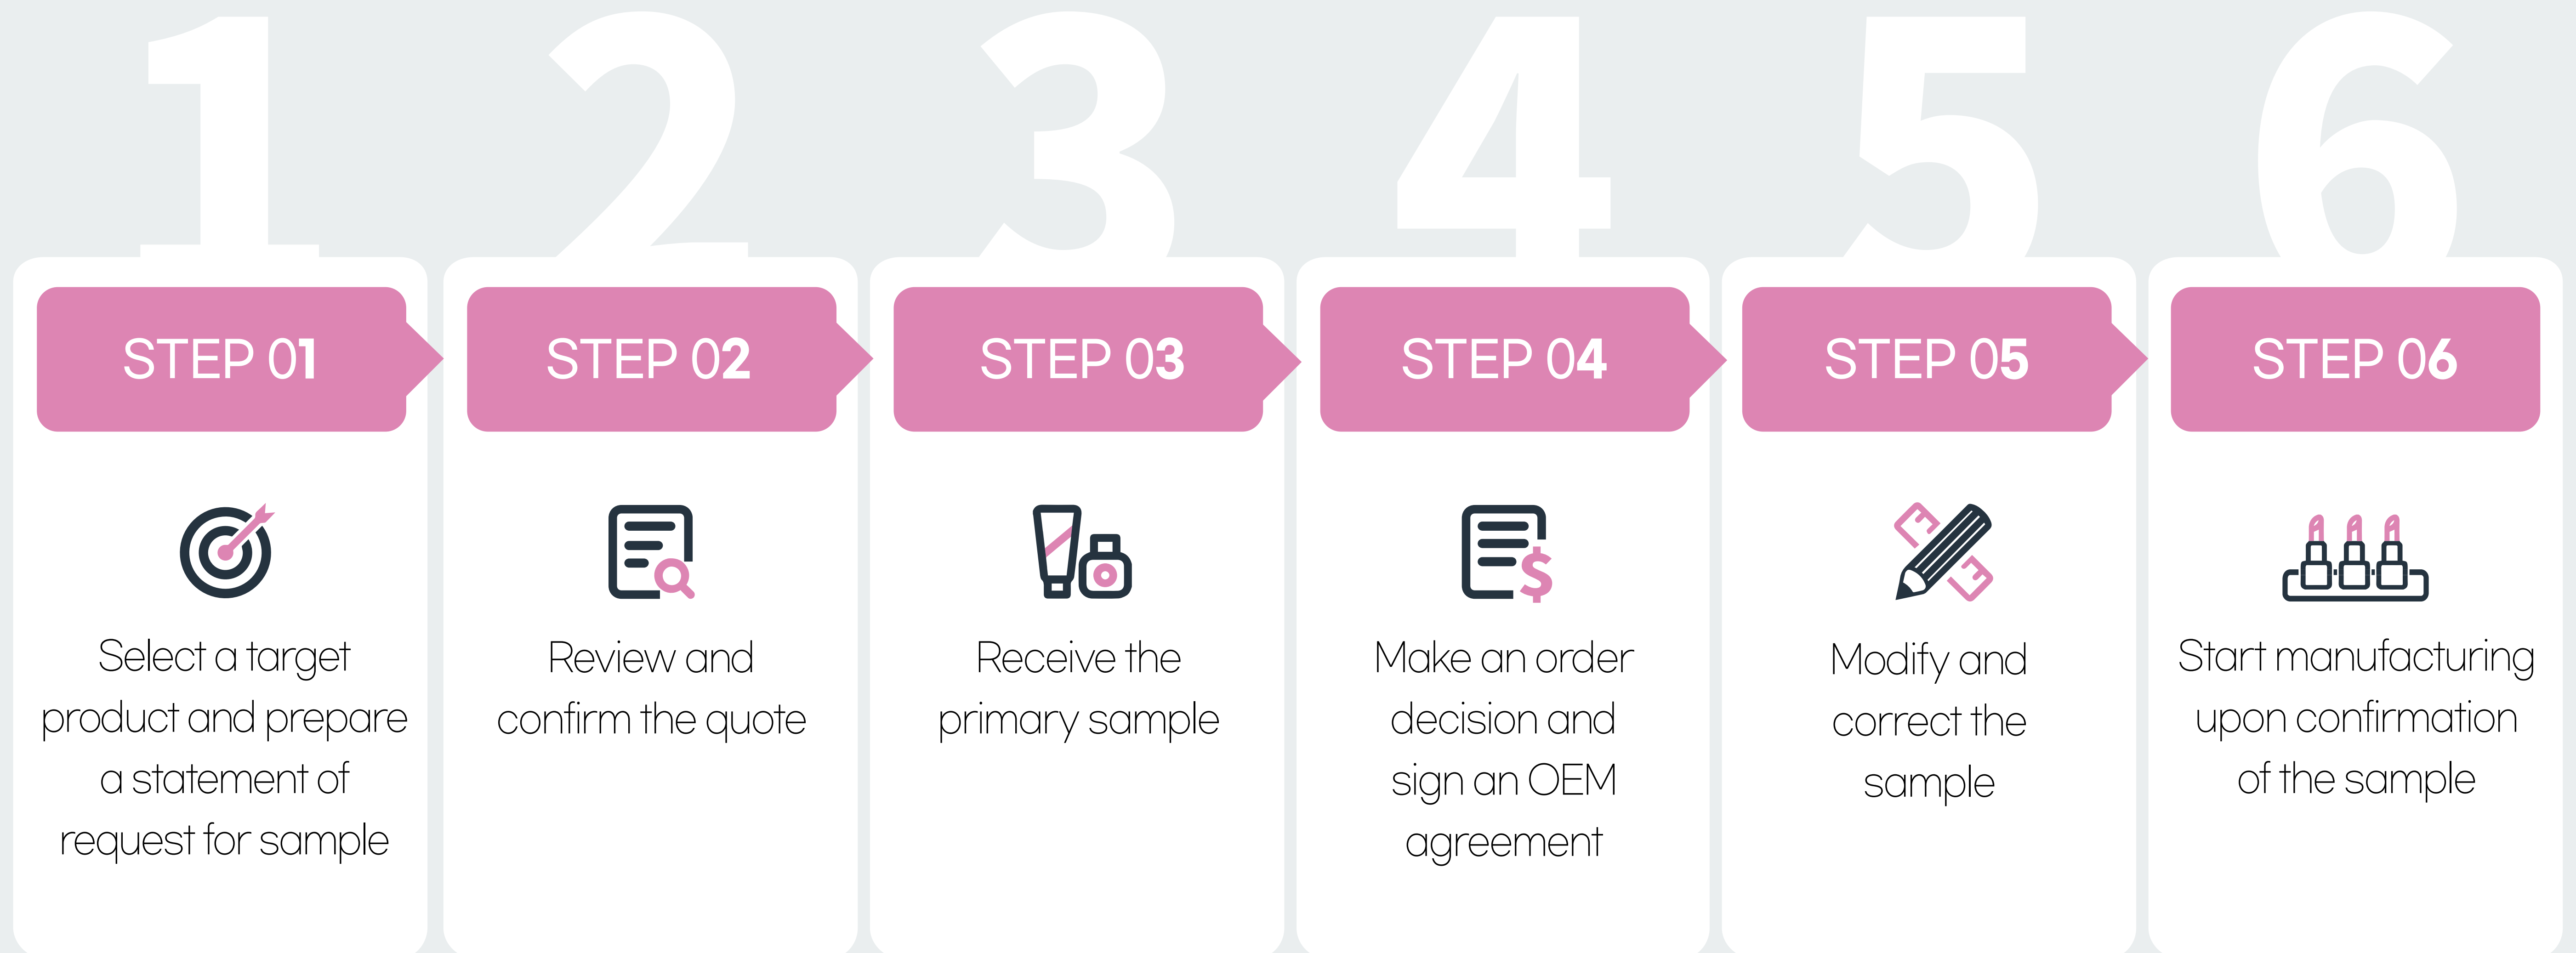 1
2
3
4
5
6
STEP 01
Select a target
product and prepare
a statement of
request for sample
STEP 02
Review and
confirm the quote
STEP 03
Receive the
primary sample
STEP 04
Make an order
decision and
sign an OEM
agreement
STEP 05
Modify and
correct the
sample
STEP 06
Start manufacturing
upon confirmation
of the sample